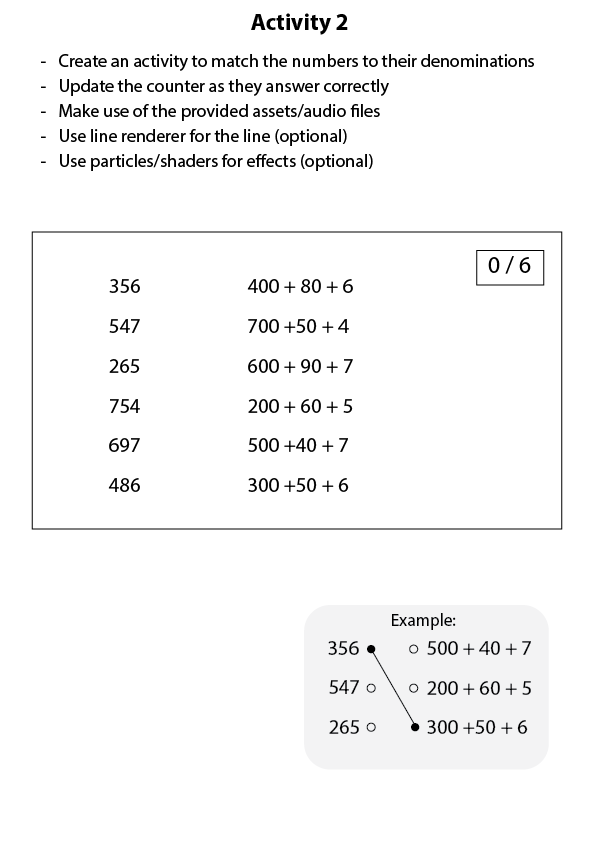 Activity 2
- Create an activity to match the numbers to their denominations
- Update the counter as they answer correctly
- Make use of the provided assets/audio files
- Use line renderer for the line (optional)
- Use particles/shaders for effects (optional)
0 / 6
356 400 + 80 + 6
547 700 +50 + 4
265 600 + 90 + 7
754 200 + 60 + 5
697 500 +40 + 7
486 300 +50 + 6
Example:
356 500 + 40 + 7
547 200 + 60 + 5
265 300 +50 + 6